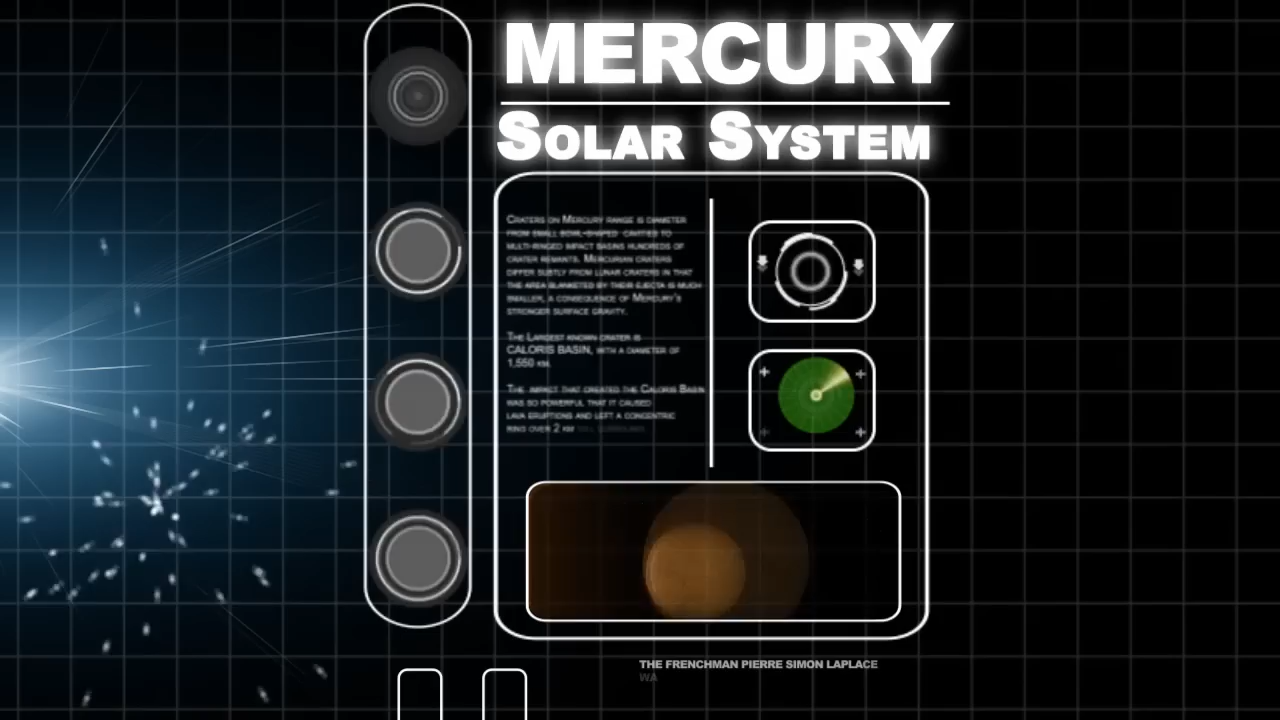 MERCURY
SOLAR SYSTEM
CRATERS ON MERCURY RANGE IS DIAMETER
FROM SMALL BOWL-SHAPED CAVITIES TO
MULTI-RINGED IMPACT BASINS HUNDREDS OF
CRATER REMANTS. MERCURIAN CRATERS
DIFFER SUBTLY FROM LUNAR CRATERS IN THAT
THE AREA BLANKETED BY THEIR EJECTA IS MUCH
SMALLER, A CONSEQUENCE OF MERCURY'S
STRONGER SURFACE GRAVITY.
THE LARGEST KNOWN CRATER IS
CALORIS BASIN, WITH A DIAMETER OF
1,550 KM.
THE IMPACT THAT CREATED THE CALORIS BASIN
WAS SO POWERFUL THAT IT CAUSED
LAVA ERUPTIONS AND LEFT A CONCENTRIC
RING OVER 2 KM
THE FRENCHMAN PIERRE SIMON LAPLACE
WA